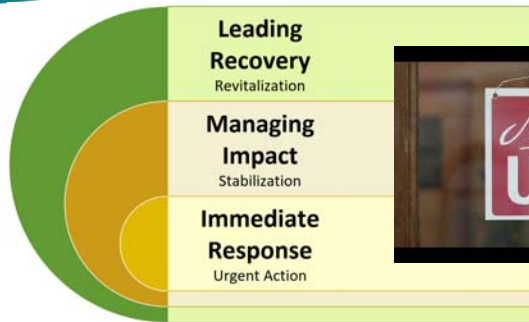 Leading
Recovery
Revitalization
Managing
Impact
Stabilization
Immediate
Response
Urgent Action